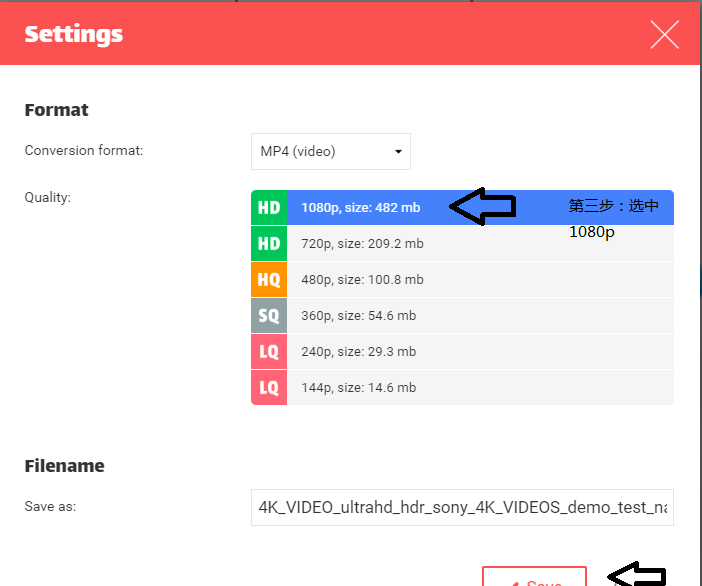 Settings
Format
Conversion format:
MP4 (video)
Quality:
HD 1080p, size: 482 mb
第三步：选中
1080p
HD 720p, size: 209.2 mb
HQ 480p, size: 100.8 mb
SQ 360p, size: 54.6 mb
LQ 240p, size: 29.3 mb
LQ 144p, size: 14.6 mb
Filename
Save as:
4K_VIDEO_ultrahd_hdr_sony_4K_VIDEOS_demo_test_na
Save